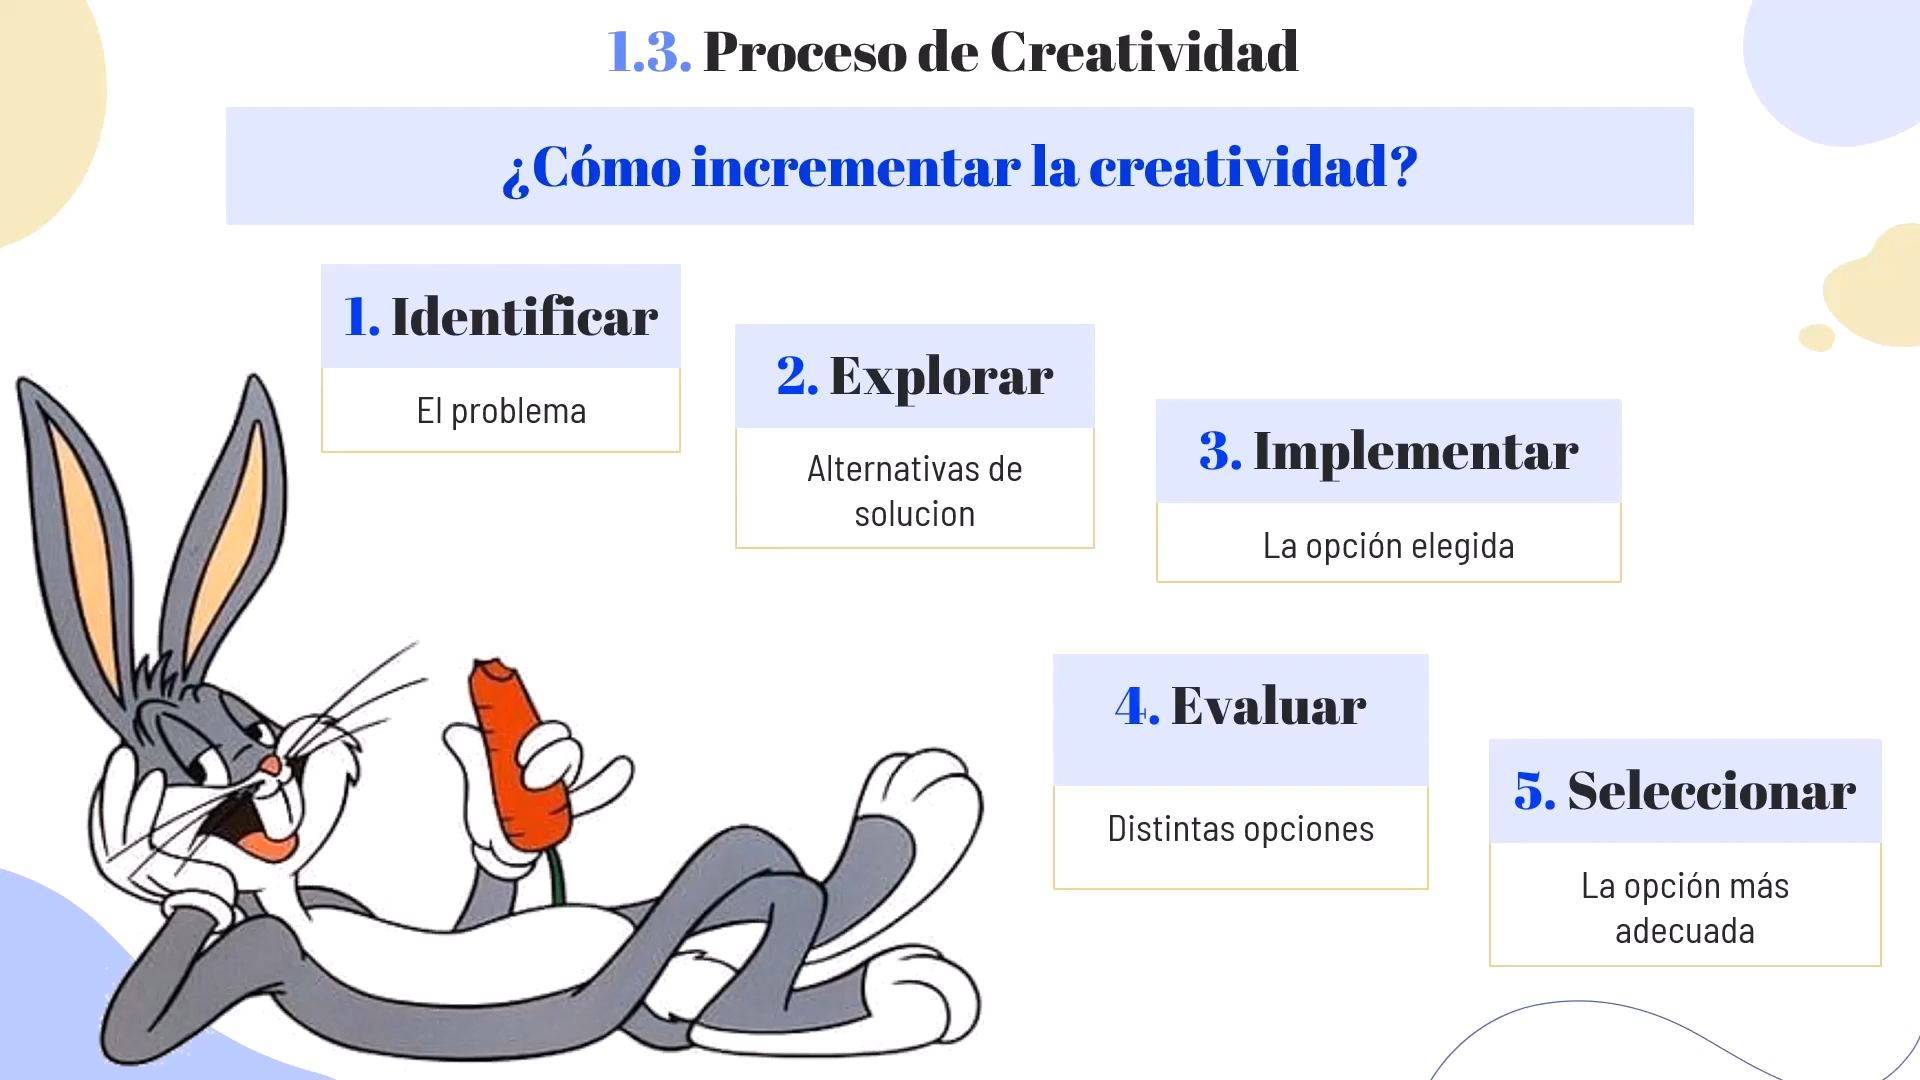 1.3. Proceso de Creatividad
¿Cómo incrementar la creatividad?
1. Identificar
El problema
2. Explorar
Alternativas de
solucion
3. Implementar
La opción elegida
4. Evaluar
Distintas opciones
5. Seleccionar
La opción más
adecuada